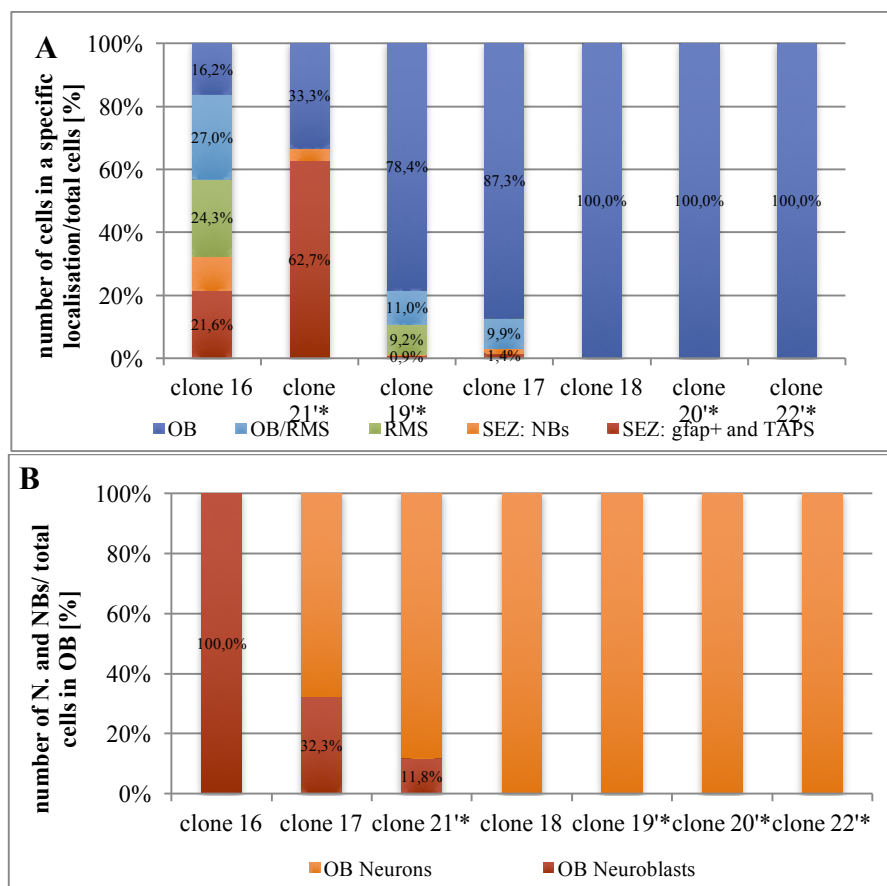 A
number of cells in a specific
localisation/total cells [%]
100%
80%
60%
40%
20%
0%
16,2%
27,0%
24,3%
21,6%
33,3%
62,7%
78,4%
11,0%
9,2%
0,9%
87,3%
9,9%
1,4%
100,0%
100,0%
100,0%
clone 16
clone
21'*
clone
19'*
clone 17
clone 18
clone
20'*
clone
22'*
OB
OB/RMS
RMS
SEZ: NBs
SEZ: gfap+ and TAPS
B
number of N. and NBs/ total
cells in OB [%]
100%
80%
60%
40%
20%
0%
100,0%
32,3%
11,8%
clone 16
clone 17
clone 21'*
clone 18
clone 19'*
clone 20'*
clone 22'*
OB Neurons
OB Neuroblasts